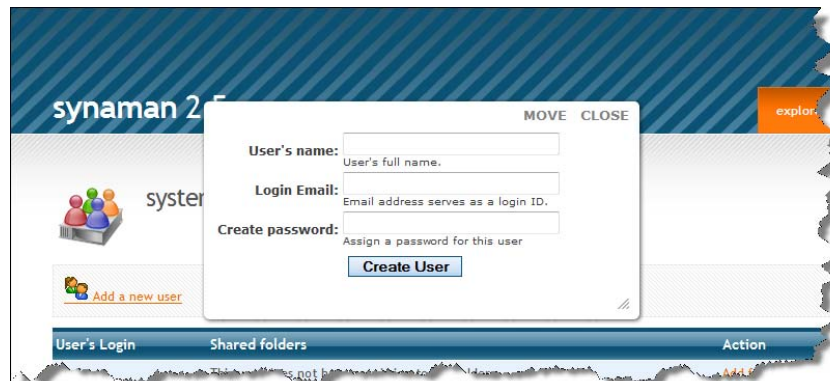 synaman 2.5
explor
MOVE CLOSE
User's name:
User's full name.
Login Email:
Email address serves as a login ID.
Create password:
Assign a password for this user
Create User
system
Add a new user
User's Login Shared folders Action